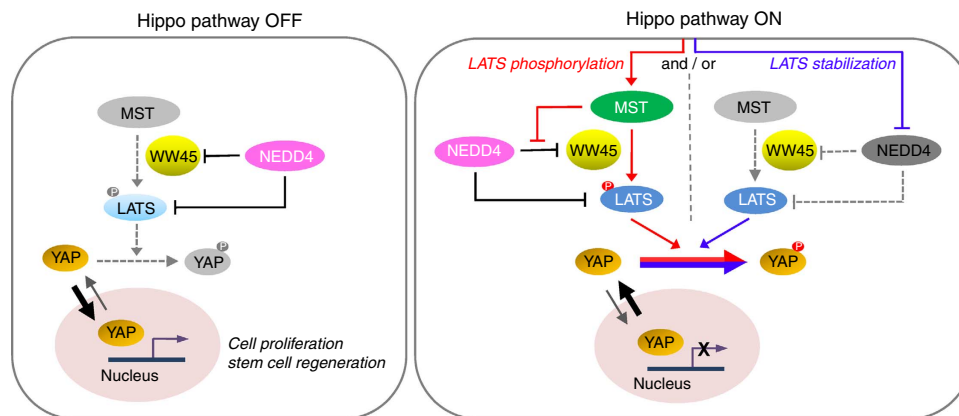 Hippo pathway OFF
MST
WW45
NEDD4
P
LATS
YAP
P
YAP
YAP
Nucleus
Cell proliferation
stem cell regeneration
Hippo pathway ON
LATS phosphorylation
and / or
LATS stabilization
MST
MST
NEDD4
WW45
WW45
NEDD4
P
LATS
LATS
YAP
P
YAP
YAP
X
Nucleus